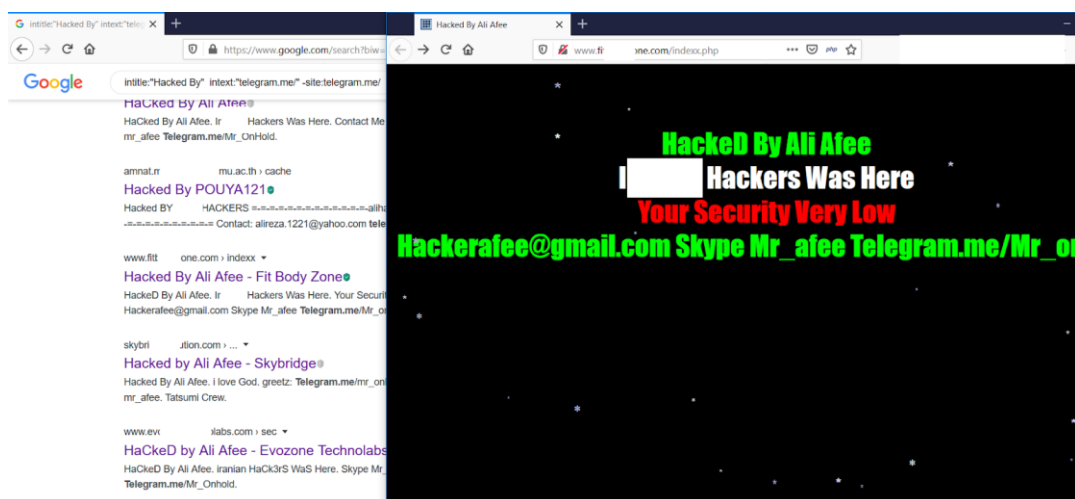 intitle:"Hacked By" intext:"teleg
https://www.google.com/search?biw=
Google
intitle:"Hacked By" intext:"telegram.me/" -site:telegram.me/
HaCked By Ali Afee
HaCked By Ali Afee. Ir Hackers Was Here. Contact Me
mr_afee Telegram.me/Mr_OnHold.
amnat.m mu.ac.th › cache
Hacked By POUYA121
Hacked BY HACKERS =-=-=-=-=-=-=-=-=-=-=-=-=-aliha
-=-=-=-=-=-=-=-=-= Contact: alireza.1221@yahoo.com tele
www.fitt one.com › indexx
Hacked By Ali Afee - Fit Body Zone
HackeD By Ali Afee. Ir Hackers Was Here. Your Securi
Hackerafee@gmail.com Skype Mr_afee Telegram.me/Mr_on
skybri ution.com › ...
Hacked by Ali Afee - Skybridge
Hacked By Ali Afee. i love God. greetz: Telegram.me/mr_onl
mr_afee. Tatsumi Crew.
www.evo labs.com › sec
HaCkeD by Ali Afee - Evozone Technolabs
HaCkeD By Ali Afee. iranian HaCk3rS WaS Here. Skype Mr_
Telegram.me/Mr_Onhold.
Hacked By Ali Afee
www.fi one.com/indexx.php
php
HackeD By Ali Afee
I Hackers Was Here
Your Security Very Low
Hackerafee@gmail.com Skype Mr_afee Telegram.me/Mr_on